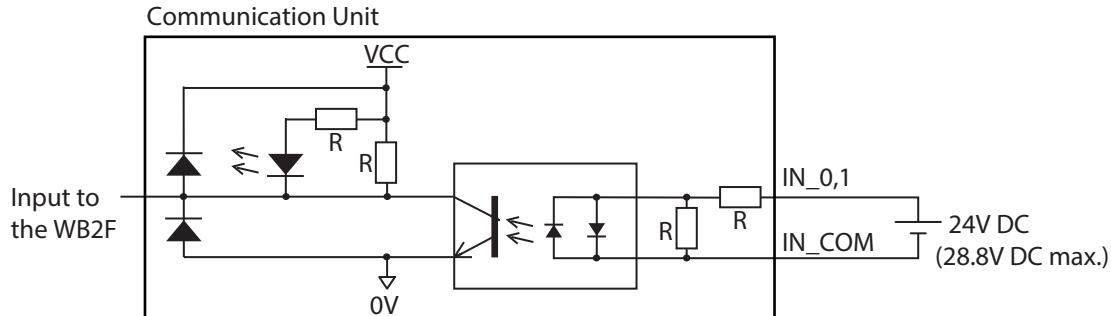 Communication Unit
VCC
R
R
Input to
the WB2F
0V
R
R
IN_0,1
IN_COM
24V DC
(28.8V DC max.)